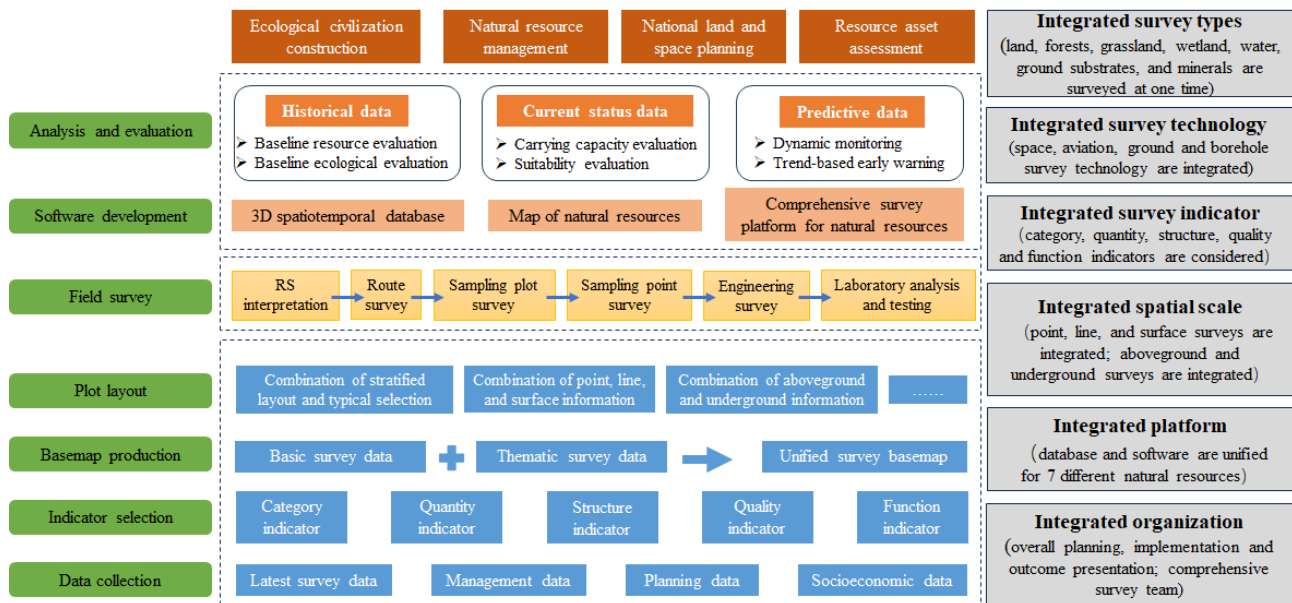 Ecological civilization
construction
Natural resource
management
National land and
space planning
Resource asset
assessment
Analysis and evaluation
Historical data
➤ Baseline resource evaluation
➤ Baseline ecological evaluation
Current status data
➤ Carrying capacity evaluation
➤ Suitability evaluation
Predictive data
➤ Dynamic monitoring
➤ Trend-based early warning
Software development
3D spatiotemporal database
Map of natural resources
Comprehensive survey
platform for natural resources
Field survey
RS
interpretation
Route
survey
Sampling plot
survey
Sampling point
survey
Engineering
survey
Laboratory analysis
and testing
Plot layout
Combination of stratified
layout and typical selection
Combination of point, line,
and surface information
Combination of aboveground
and underground information
......
Basemap production
Basic survey data
Thematic survey data
Unified survey basemap
Indicator selection
Category
indicator
Quantity
indicator
Structure
indicator
Quality
indicator
Function
indicator
Data collection
Latest survey data
Management data
Planning data
Socioeconomic data
Integrated survey types
(land, forests, grassland, wetland, water,
ground substrates, and minerals are
surveyed at one time)
Integrated survey technology
(space, aviation, ground and borehole
survey technology are integrated)
Integrated survey indicator
(category, quantity, structure, quality
and function indicators are considered)
Integrated spatial scale
(point, line, and surface surveys are
integrated; aboveground and
underground surveys are integrated)
Integrated platform
(database and software are unified
for 7 different natural resources)
Integrated organization
(overall planning, implementation and
outcome presentation; comprehensive
survey team)